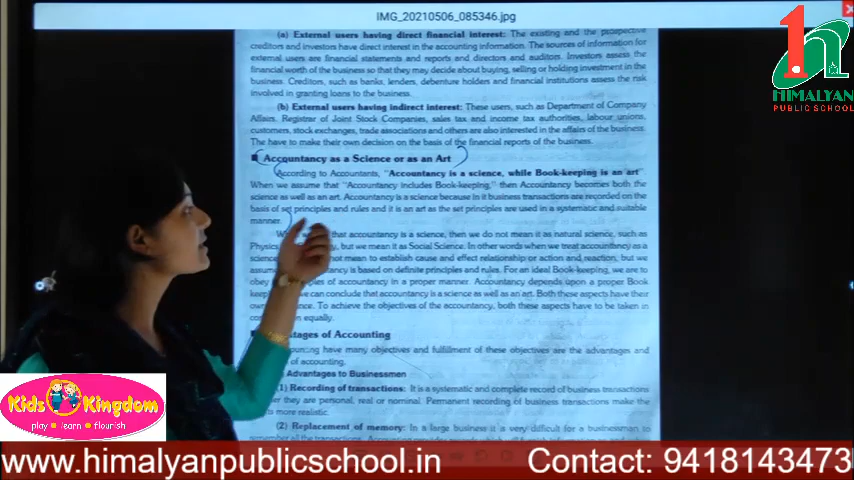 IMG_20210506_085346.jpg
(a) External users having direct financial interest: The existing and the prospective
creditors and investors have direct interest in the accounting information. The sources of information for
external users are financial statements and reports and directors and auditors. Investors assess the
financial worth of the business so that they may decide about buying, selling or holding investment in the
business. Creditors, such as banks, lenders, debenture holders and financial institutions assess the risk
involved in granting loans to the business.
(b) External users having indirect interest: These users, such as Department of Company
Affairs, Registrar of Joint Stock Companies, sales tax and income tax authorities, labour unions,
customers, stock exchanges, trade associations and others are also interested in the affairs of the business.
The have to make their own decision on the basis of the financial reports of the business.
Accountancy as a Science or as an Art
According to Accountants, "Accountancy is a science, while Book-keeping is an art".
When we assume that "Accountancy includes Book-keeping," then Accountancy becomes both the
science as well as an art. Accountancy is a science because in it business transactions are recorded on the
basis of set principles and rules and it is an art as the set principles are used in a systematic and suitable
manner.
that accountancy is a science, then we do not mean it as natural science, such as
Physics but we mean it as Social Science. In other words when we treat accountancy as a
science not mean to establish cause and effect relationship or action and reaction, but we
is based on definite principles and rules. For an ideal Book-keeping, we are to
obey of accountancy in a proper manner. Accountancy depends upon a proper Book
we can conclude that accountancy is a science as well as an art. Both these aspects have their
own To achieve the objectives of the accountancy, both these aspects have to be taken in
equally.
of Accounting
have many objectives and fulfillment of these objectives are the advantages and
of accounting.
Advantages to Businessmen
(1) Recording of transactions: It is a systematic and complete record of business transactions
they are personal, real or nominal. Permanent recording of business transactions make the
more realistic.
(2) Replacement of memory: In a large business it is very difficult for a businessman to
remember all the transactions.
HIMALYAN
PUBLIC SCHOOL
Kids Kingdom
play learn flourish
www.himalyanpublicschool.in Contact: 9418143473